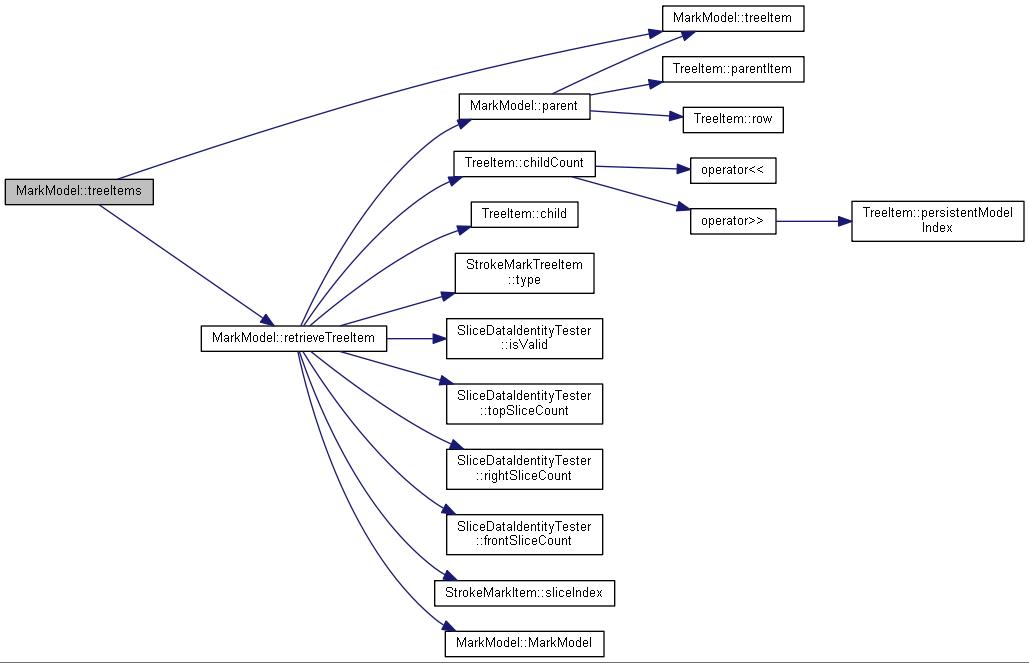 MarkModel::treeItem
TreeItem::parentItem
MarkModel::parent
TreeItem::row
TreeItem::childCount
operator<<
MarkModel::treeItems
TreeItem::child
operator>>
TreeItem::persistentModel
Index
StrokeMarkTreeItem
::type
MarkModel::retrieveTreeItem
SliceDataIdentityTester
::isValid
SliceDataIdentityTester
::topSliceCount
SliceDataIdentityTester
::rightSliceCount
SliceDataIdentityTester
::frontSliceCount
StrokeMarkItem::sliceIndex
MarkModel::MarkModel